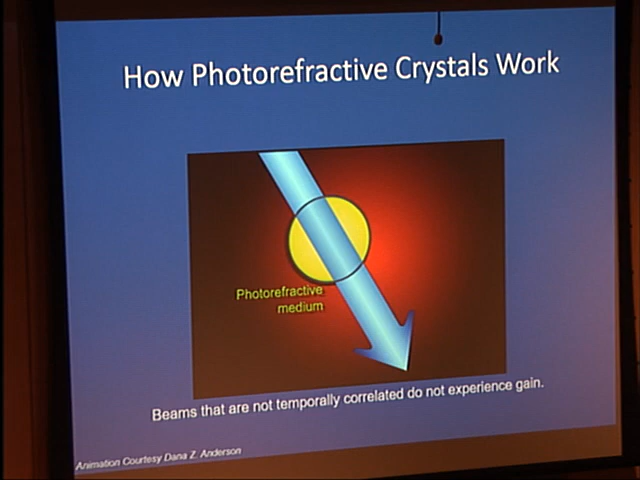 How Photorefractive Crystals Work
Photorefractive
medium
Beams that are not temporally correlated do not experience gain.
Animation Courtesy Dana Z. Anderson